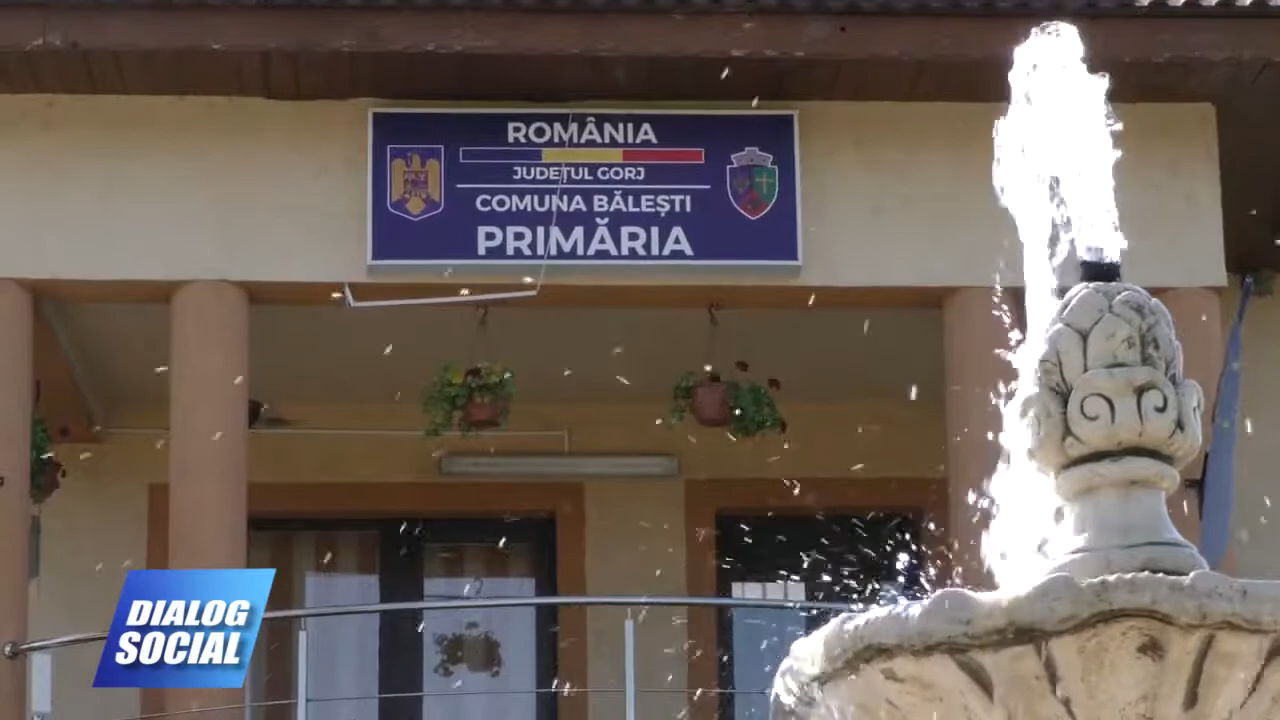 ROMÂNIA
JUDEȚUL GORJ
COMUNA BĂLEȘTI
PRIMĂRIA
DIALOG
SOCIAL